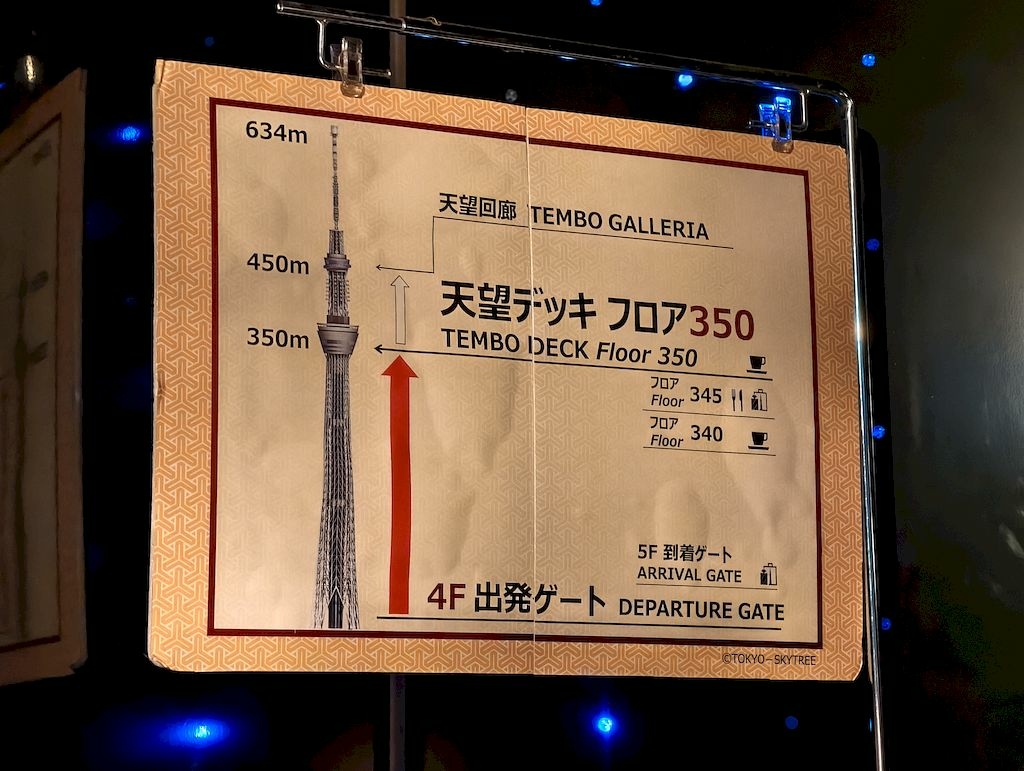 634m
天望回廊 TEMBO GALLERIA
450m
天望デッキ フロア350
350m
TEMBO DECK Floor 350
フロア
Floor 345
フロア
Floor 340
5F 到着ゲート
ARRIVAL GATE
4F 出発ゲート DEPARTURE GATE
©TOKYO-SKYTREE